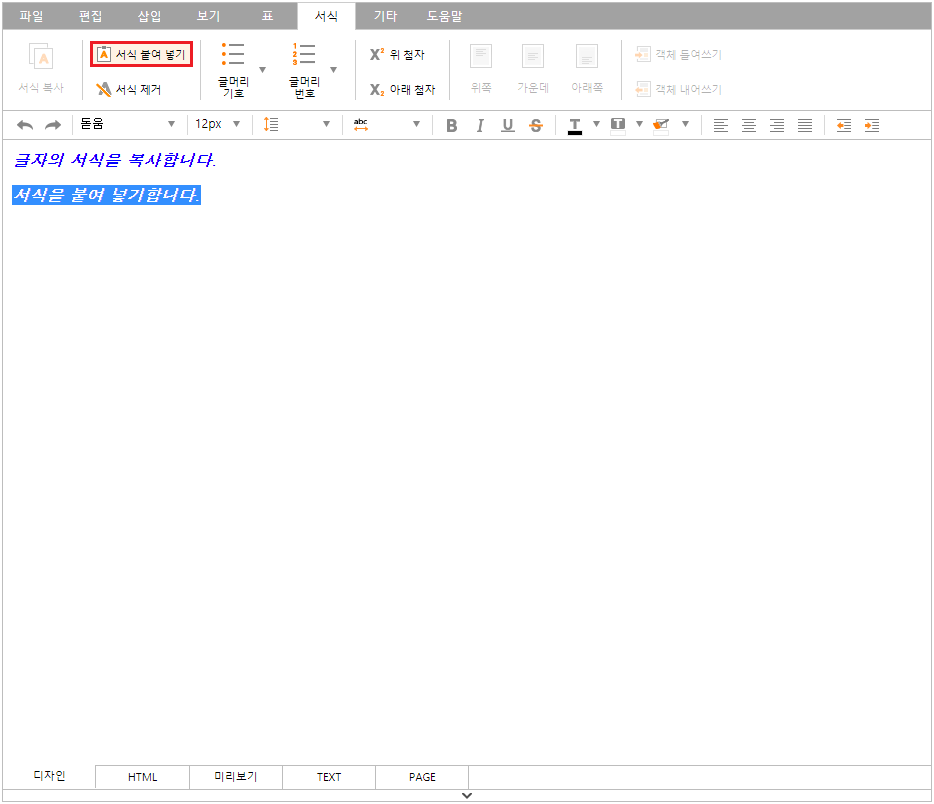 파일 편집 삽입 보기 표 서식 기타 도움말
서식 복사
서식 붙여 넣기
서식 제거
글머리
기호
글머리
번호
위 첨자
아래 첨자
위쪽 가운데 아래쪽
객체 들여쓰기
객체 내어쓰기
돋움 12px abc
글자의 서식을 복사합니다.
서식을 붙여 넣기합니다.
디자인 HTML 미리보기 TEXT PAGE